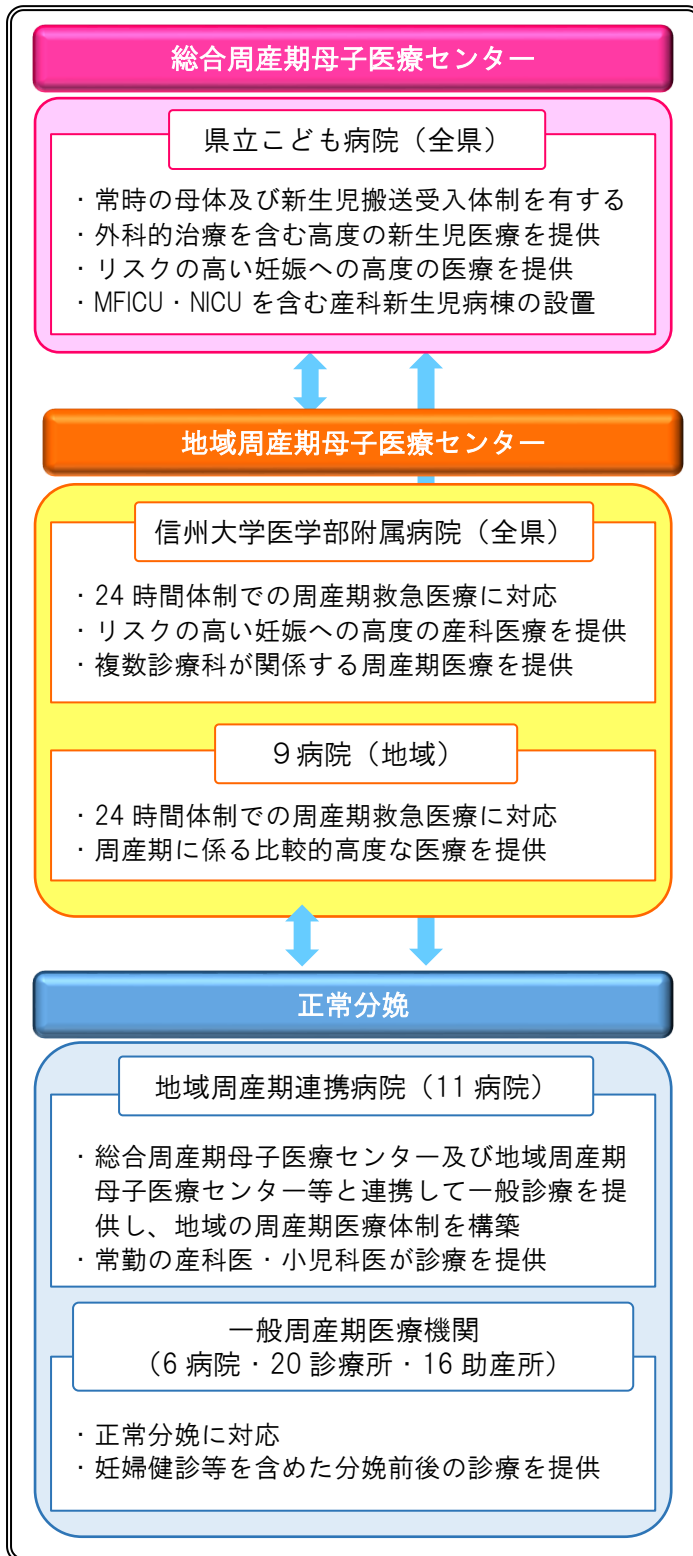 総合周産期母子医療センター
県立こども病院（全県）
・常時の母体及び新生児搬送受入体制を有する
・外科的治療を含む高度の新生児医療を提供
・リスクの高い妊娠への高度の医療を提供
・MFICU・NICU を含む産科新生児病棟の設置
地域周産期母子医療センター
信州大学医学部附属病院（全県）
・24 時間体制での周産期救急医療に対応
・リスクの高い妊娠への高度の産科医療を提供
・複数診療科が関係する周産期医療を提供
９病院（地域）
・24 時間体制での周産期救急医療に対応
・周産期に係る比較的高度な医療を提供
正常分娩
地域周産期連携病院（11 病院）
・総合周産期母子医療センター及び地域周産期
母子医療センター等と連携して一般診療を提
供し、地域の周産期医療体制を構築
・常勤の産科医・小児科医が診療を提供
一般周産期医療機関
（6 病院・20 診療所・16 助産所）
・正常分娩に対応
・妊婦健診等を含めた分娩前後の診療を提供